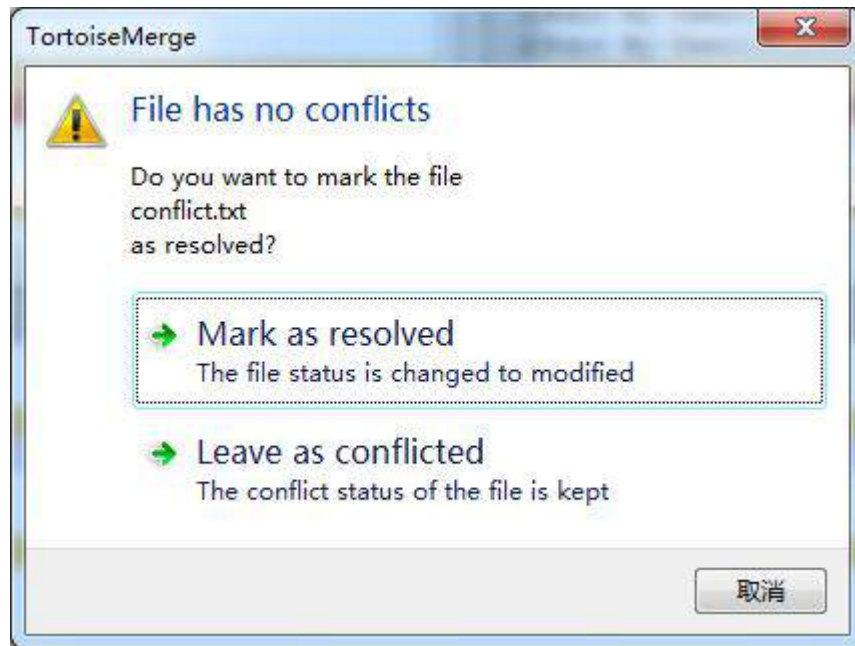 TortoiseMerge
File has no conflicts
Do you want to mark the file
conflict.txt
as resolved?
Mark as resolved
The file status is changed to modified
Leave as conflicted
The conflict status of the file is kept
取消